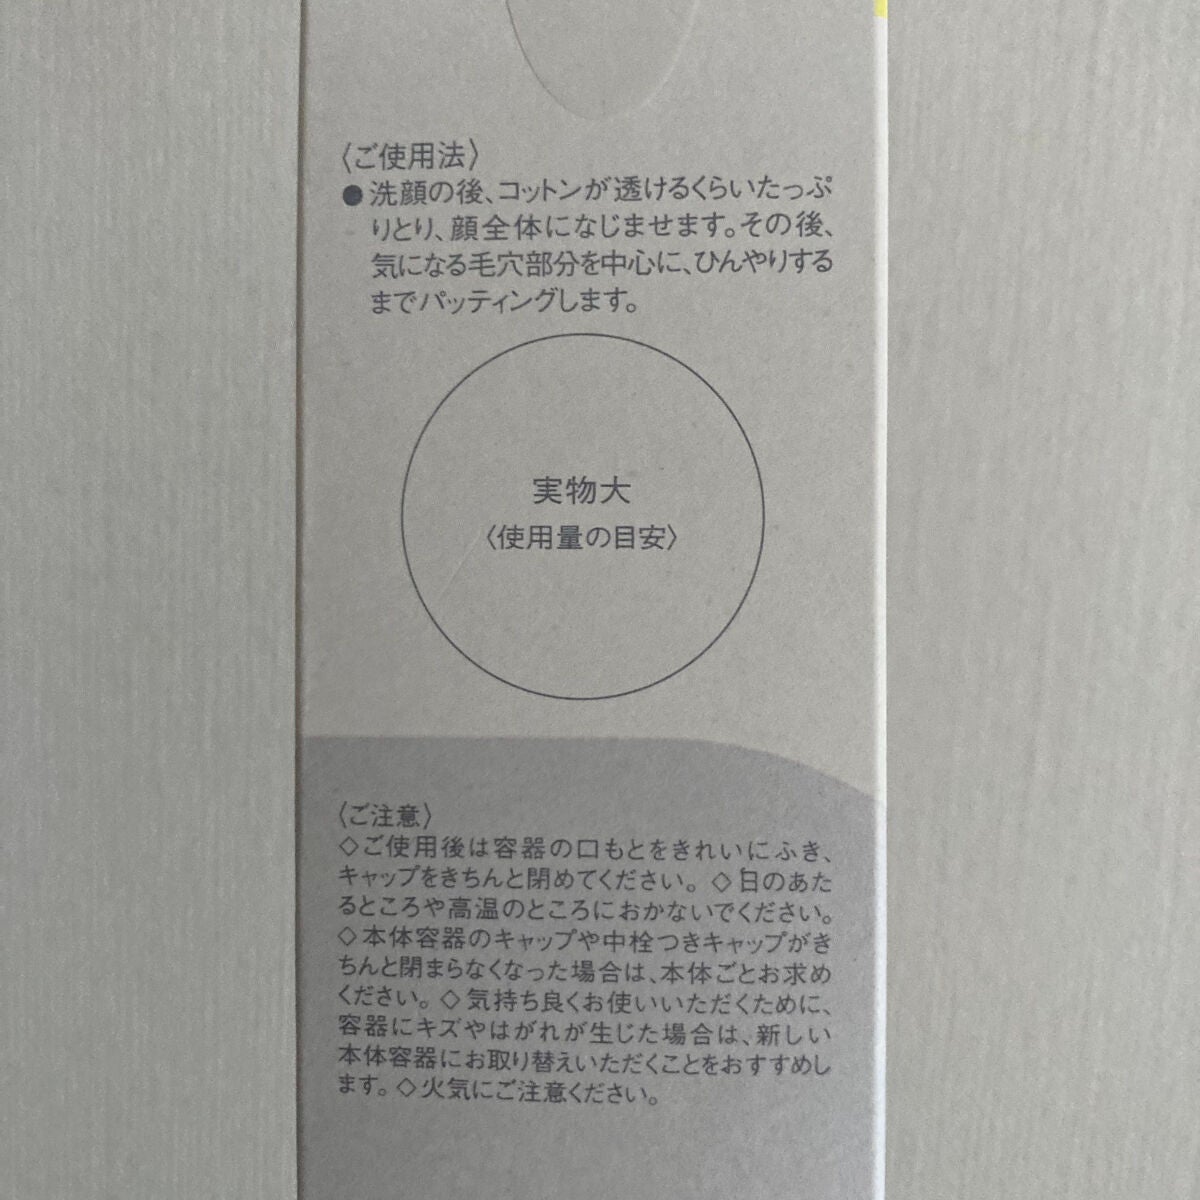 〈ご使用法〉
●洗顔の後、コットンが透けるくらいたっぷ
りとり、顔全体になじませます。その後、
気になる毛穴部分を中心に、ひんやりする
までパッティングします。
実物大
〈使用量の目安〉
〈ご注意〉
◇ご使用後は容器の口もとをきれいにふき、
キャップをきちんと閉めてください。◇日のあた
るところや高温のところにおかないでください。
◇本体容器のキャップや中栓つきキャップがき
ちんと閉まらなくなった場合は、本体ごとお求め
ください。◇気持ち良くお使いいただくために、
容器にキズやはがれが生じた場合は、新しい
本体容器にお取り替えいただくことをおすすめし
ます。◇火気にご注意ください。